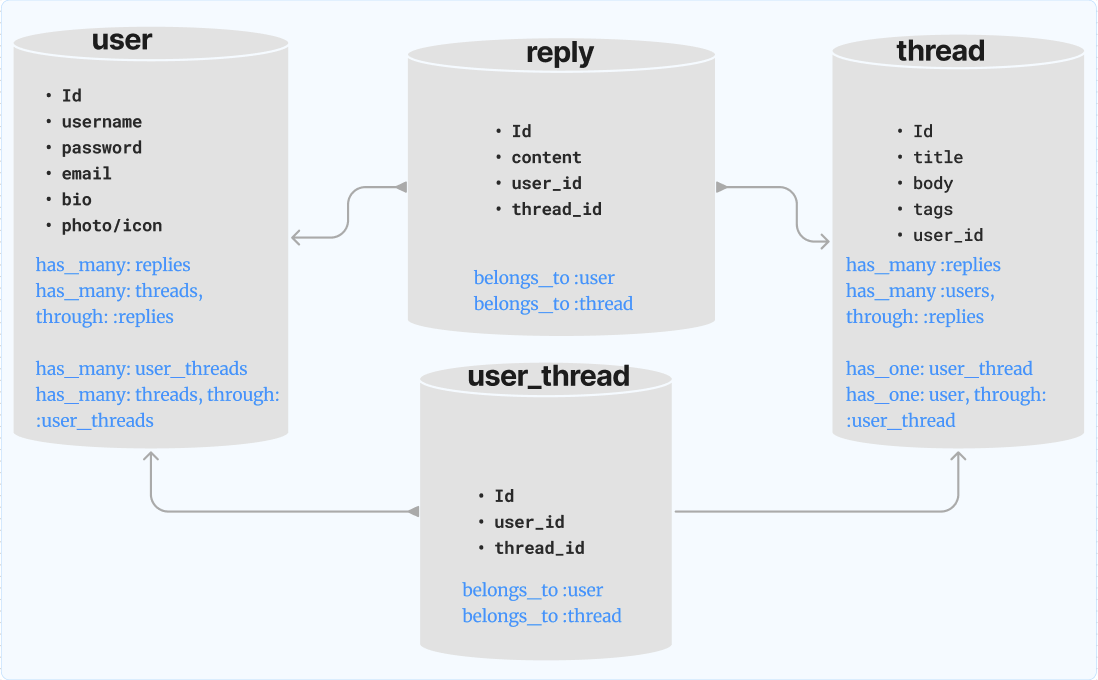 user
• Id
• username
• password
• email
• bio
• photo/icon
has_many: replies
has_many: threads,
through: :replies
has_many: user_threads
has_many: threads, through:
:user_threads
reply
• Id
• content
• user_id
• thread_id
belongs_to :user
belongs_to :thread
thread
• Id
• title
• body
• tags
• user_id
has_many :replies
has_many :users,
through: :replies
has_one: user_thread
has_one: user, through:
:user_thread
user_thread
• Id
• user_id
• thread_id
belongs_to :user
belongs_to :thread